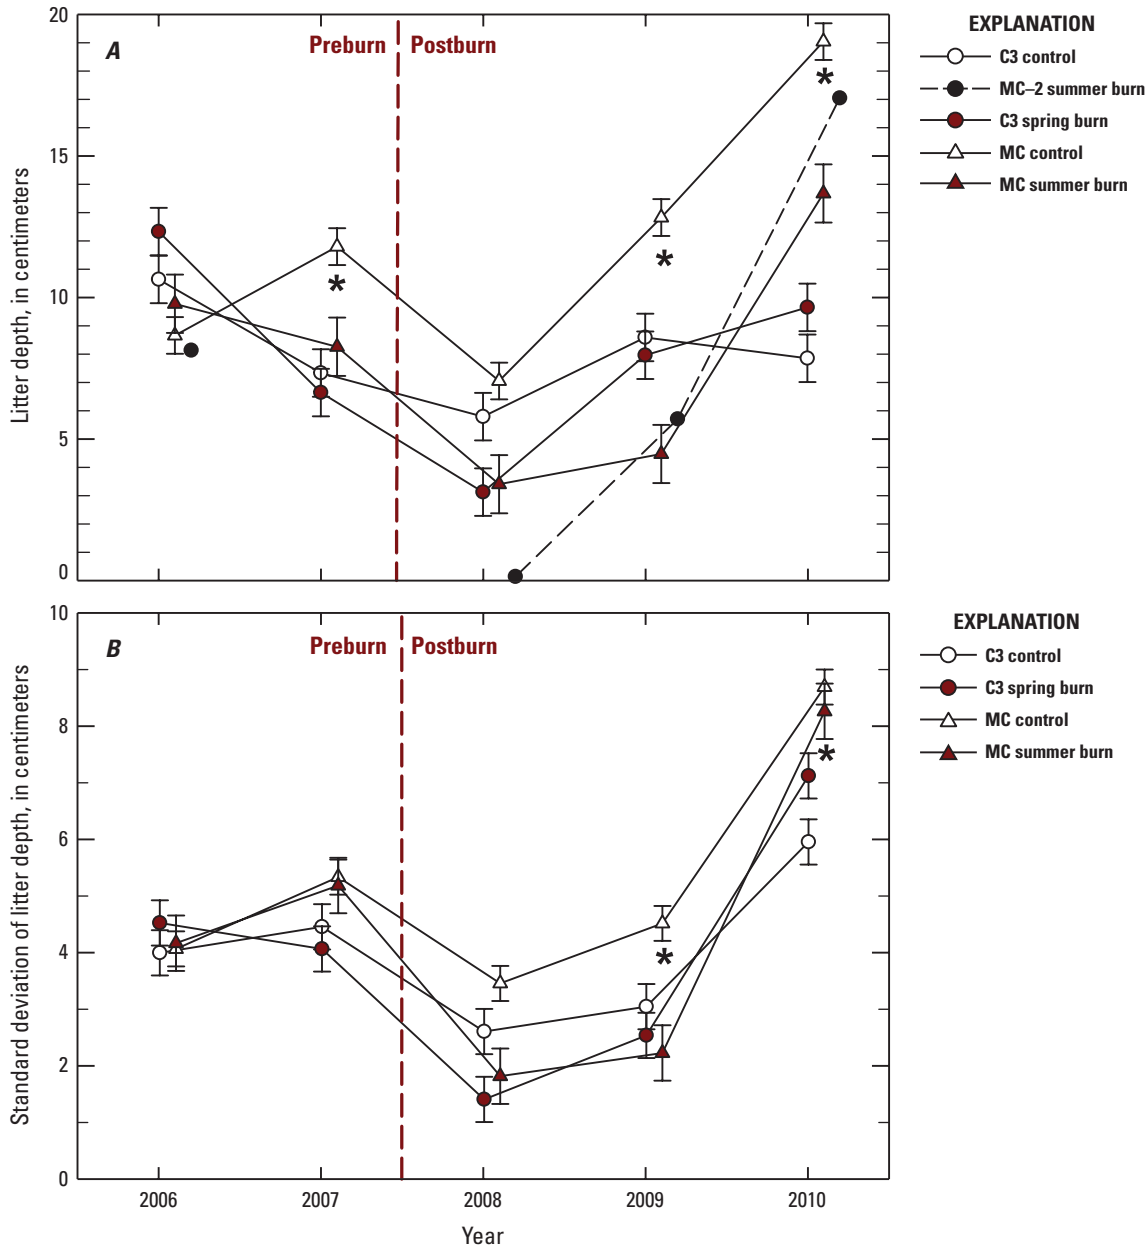 A
Preburn
Postburn
Litter depth, in centimeters
20
15
10
5
0
*
*
*
EXPLANATION
C3 control
MC–2 summer burn
C3 spring burn
MC control
MC summer burn
B
Preburn
Postburn
Standard deviation of litter depth, in centimeters
10
8
6
4
2
0
*
*
2006
2007
2008
2009
2010
Year
EXPLANATION
C3 control
C3 spring burn
MC control
MC summer burn